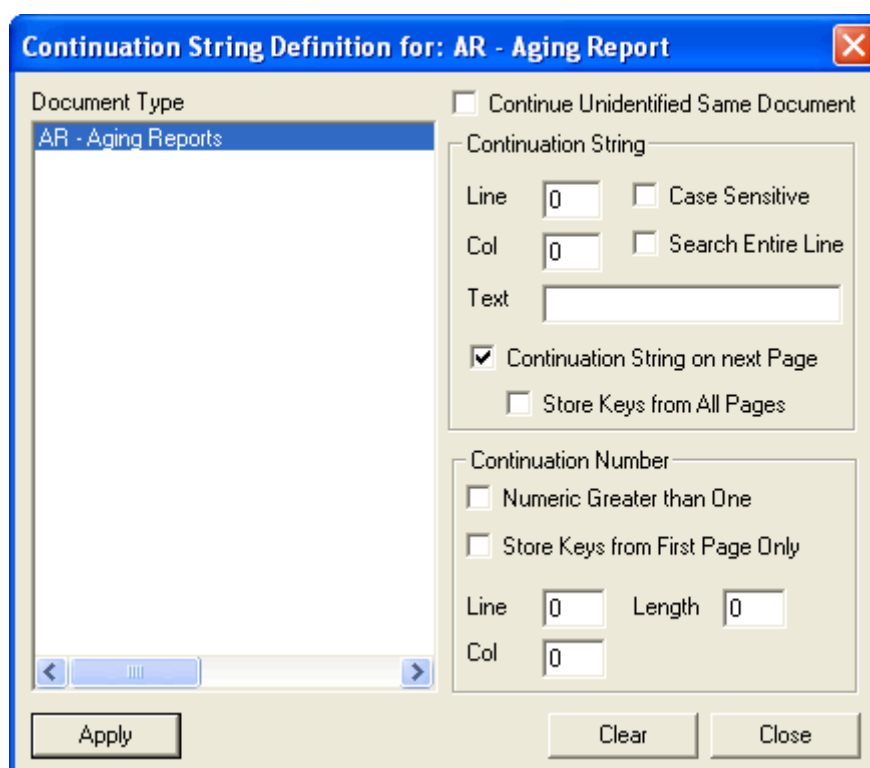 Continuation String Definition for: AR - Aging Report
Document Type
AR - Aging Reports
Continue Unidentified Same Document
Continuation String
Line 0 Case Sensitive
Col 0 Search Entire Line
Text
Continuation String on next Page
Store Keys from All Pages
Continuation Number
Numeric Greater than One
Store Keys from First Page Only
Line 0 Length 0
Col 0
Apply Clear Close